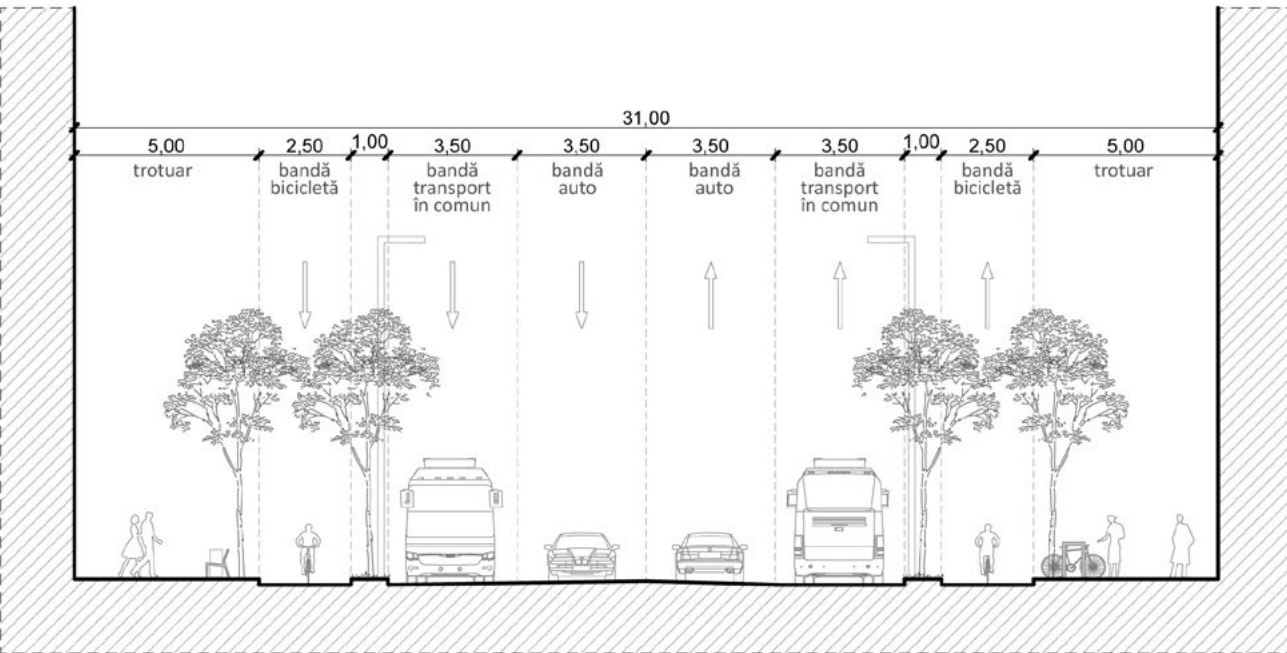 31,00
5,00 2,50 1,00 3,50 3,50 3,50 3,50 1,00 2,50 5,00
trotuar
bandă
bicicletă
bandă
transport
în comun
bandă
auto
bandă
auto
bandă
transport
în comun
bandă
bicicletă
trotuar